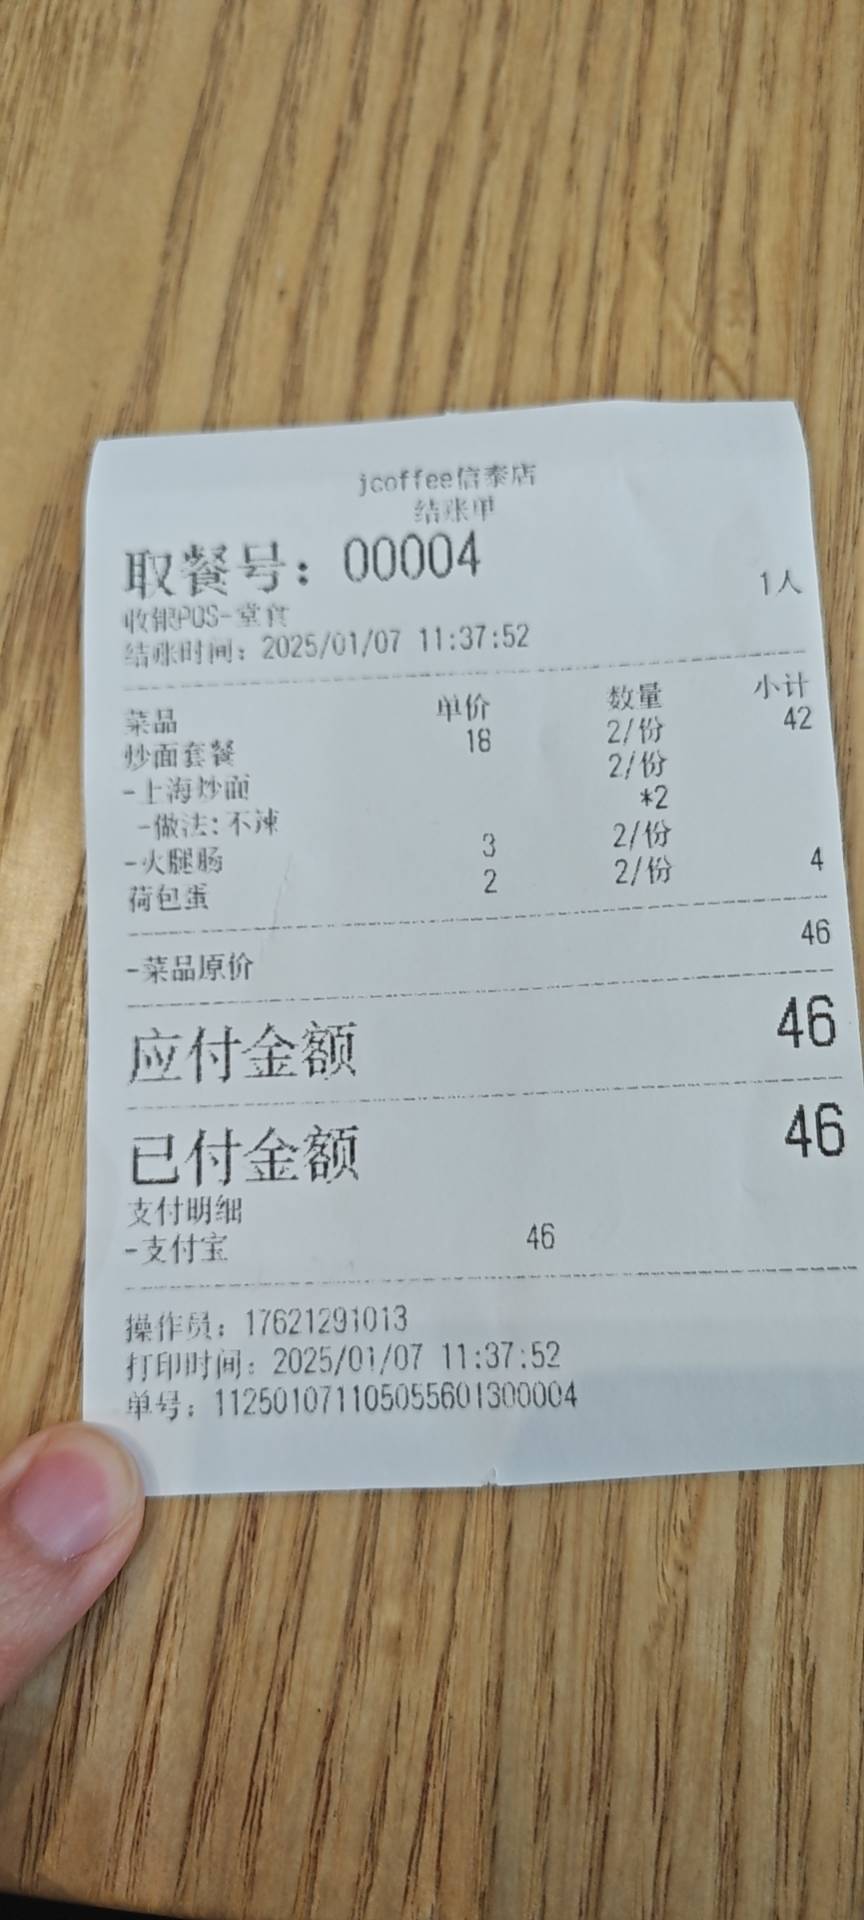 jcoffee信泰店
结账单
取餐号：00004
1人
收银POS-堂食
结账时间：2025/01/07 11:37:52
菜品 单价 数量 小计
炒面套餐 18 2/份 42
-上海炒面 2/份
-做法：不辣 *2
-火腿肠 3 2/份
荷包蛋 2 2/份 4
-菜品原价 46
应付金额 46
已付金额 46
支付明细
-支付宝 46
操作员：17621291013
打印时间：2025/01/07 11:37:52
单号：112501071105055601300004